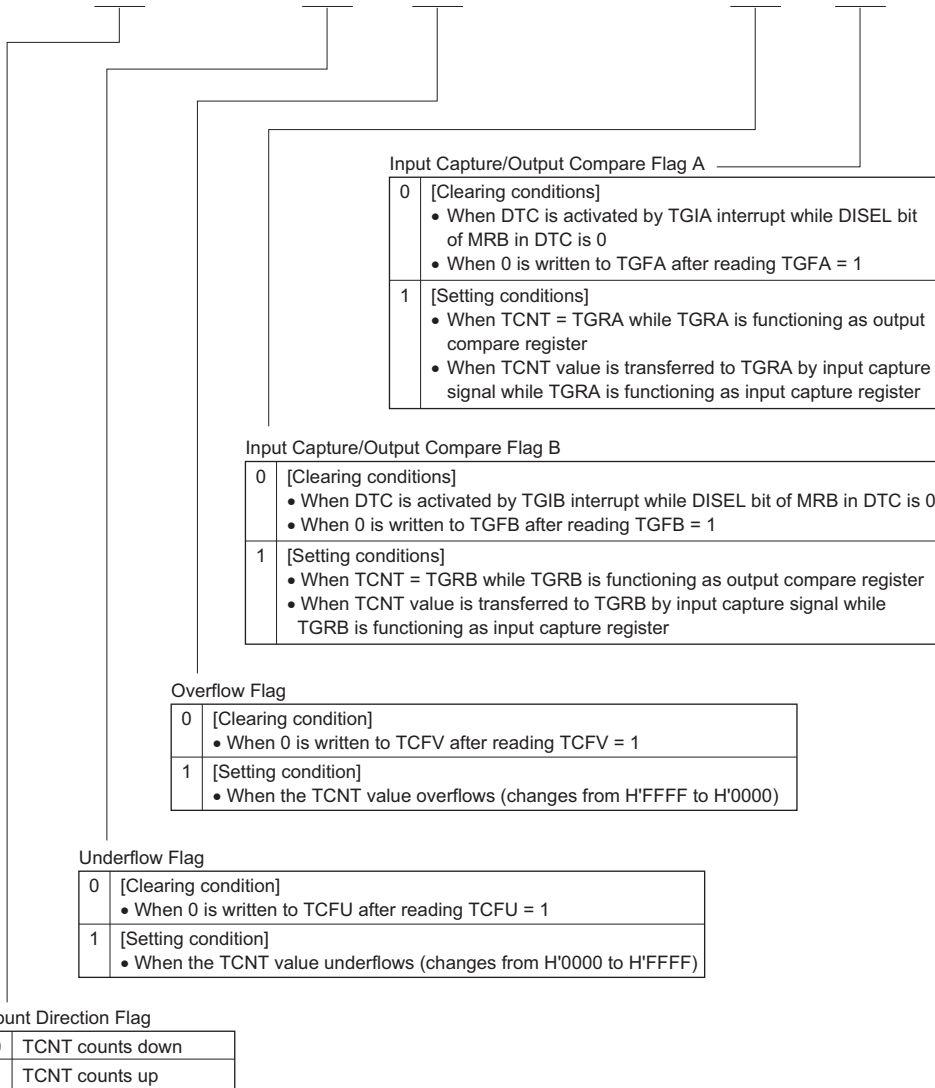 Input Capture/Output Compare Flag A
0 [Clearing conditions]
• When DTC is activated by TGIA interrupt while DISEL bit
of MRB in DTC is 0
• When 0 is written to TGFA after reading TGFA = 1
1 [Setting conditions]
• When TCNT = TGRA while TGRA is functioning as output
compare register
• When TCNT value is transferred to TGRA by input capture
signal while TGRA is functioning as input capture register
Input Capture/Output Compare Flag B
0 [Clearing conditions]
• When DTC is activated by TGIB interrupt while DISEL bit of MRB in DTC is 0
• When 0 is written to TGFB after reading TGFB = 1
1 [Setting conditions]
• When TCNT = TGRB while TGRB is functioning as output compare register
• When TCNT value is transferred to TGRB by input capture signal while
TGRB is functioning as input capture register
Overflow Flag
0 [Clearing condition]
• When 0 is written to TCFV after reading TCFV = 1
1 [Setting condition]
• When the TCNT value overflows (changes from H'FFFF to H'0000)
Underflow Flag
0 [Clearing condition]
• When 0 is written to TCFU after reading TCFU = 1
1 [Setting condition]
• When the TCNT value underflows (changes from H'0000 to H'FFFF)
Direction Flag
TCNT counts down
TCNT counts up